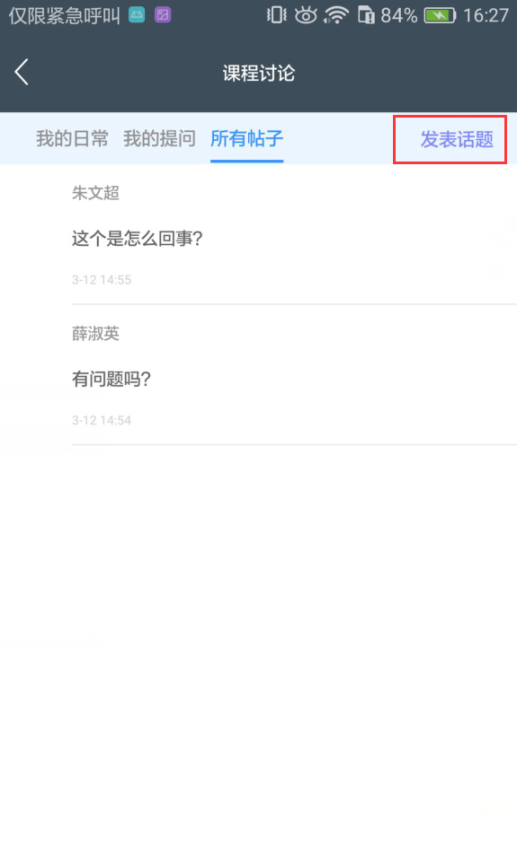 仅限紧急呼叫 84% 16:27
课程讨论
我的日常 我的提问 所有帖子 发表话题
朱文超
这个是怎么回事?
3-12 14:55
薛淑英
有问题吗?
3-12 14:54